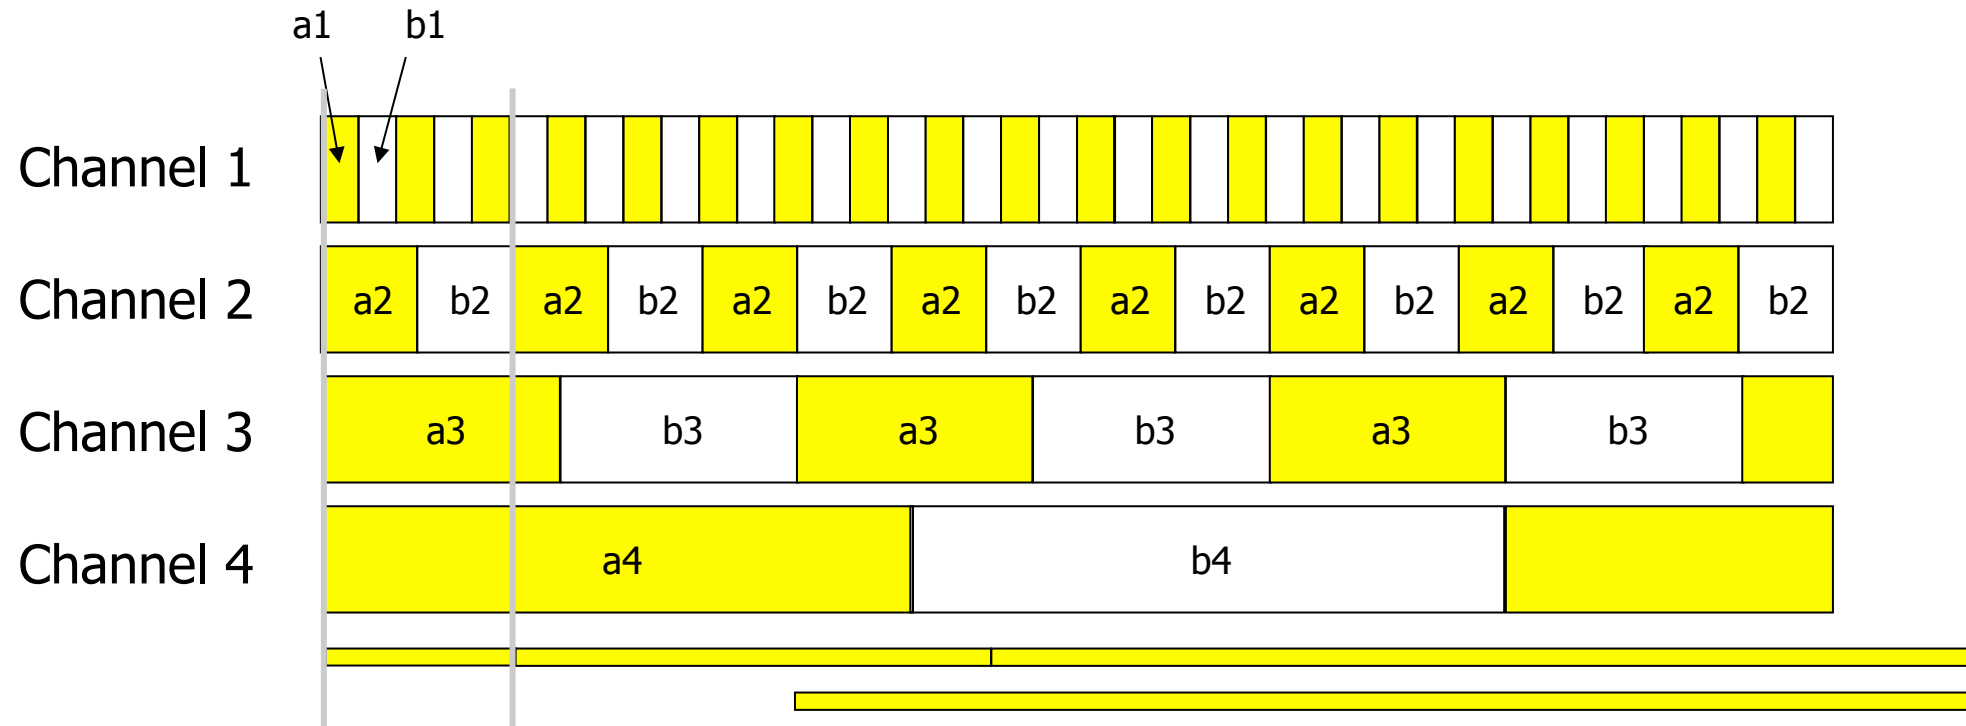 a1 b1
Channel 1
Channel 2 a2 b2 a2 b2 a2 b2 a2 b2 a2 b2 a2 b2 a2 b2 a2 b2
Channel 3 a3 b3 a3 b3 a3 b3
Channel 4 a4 b4